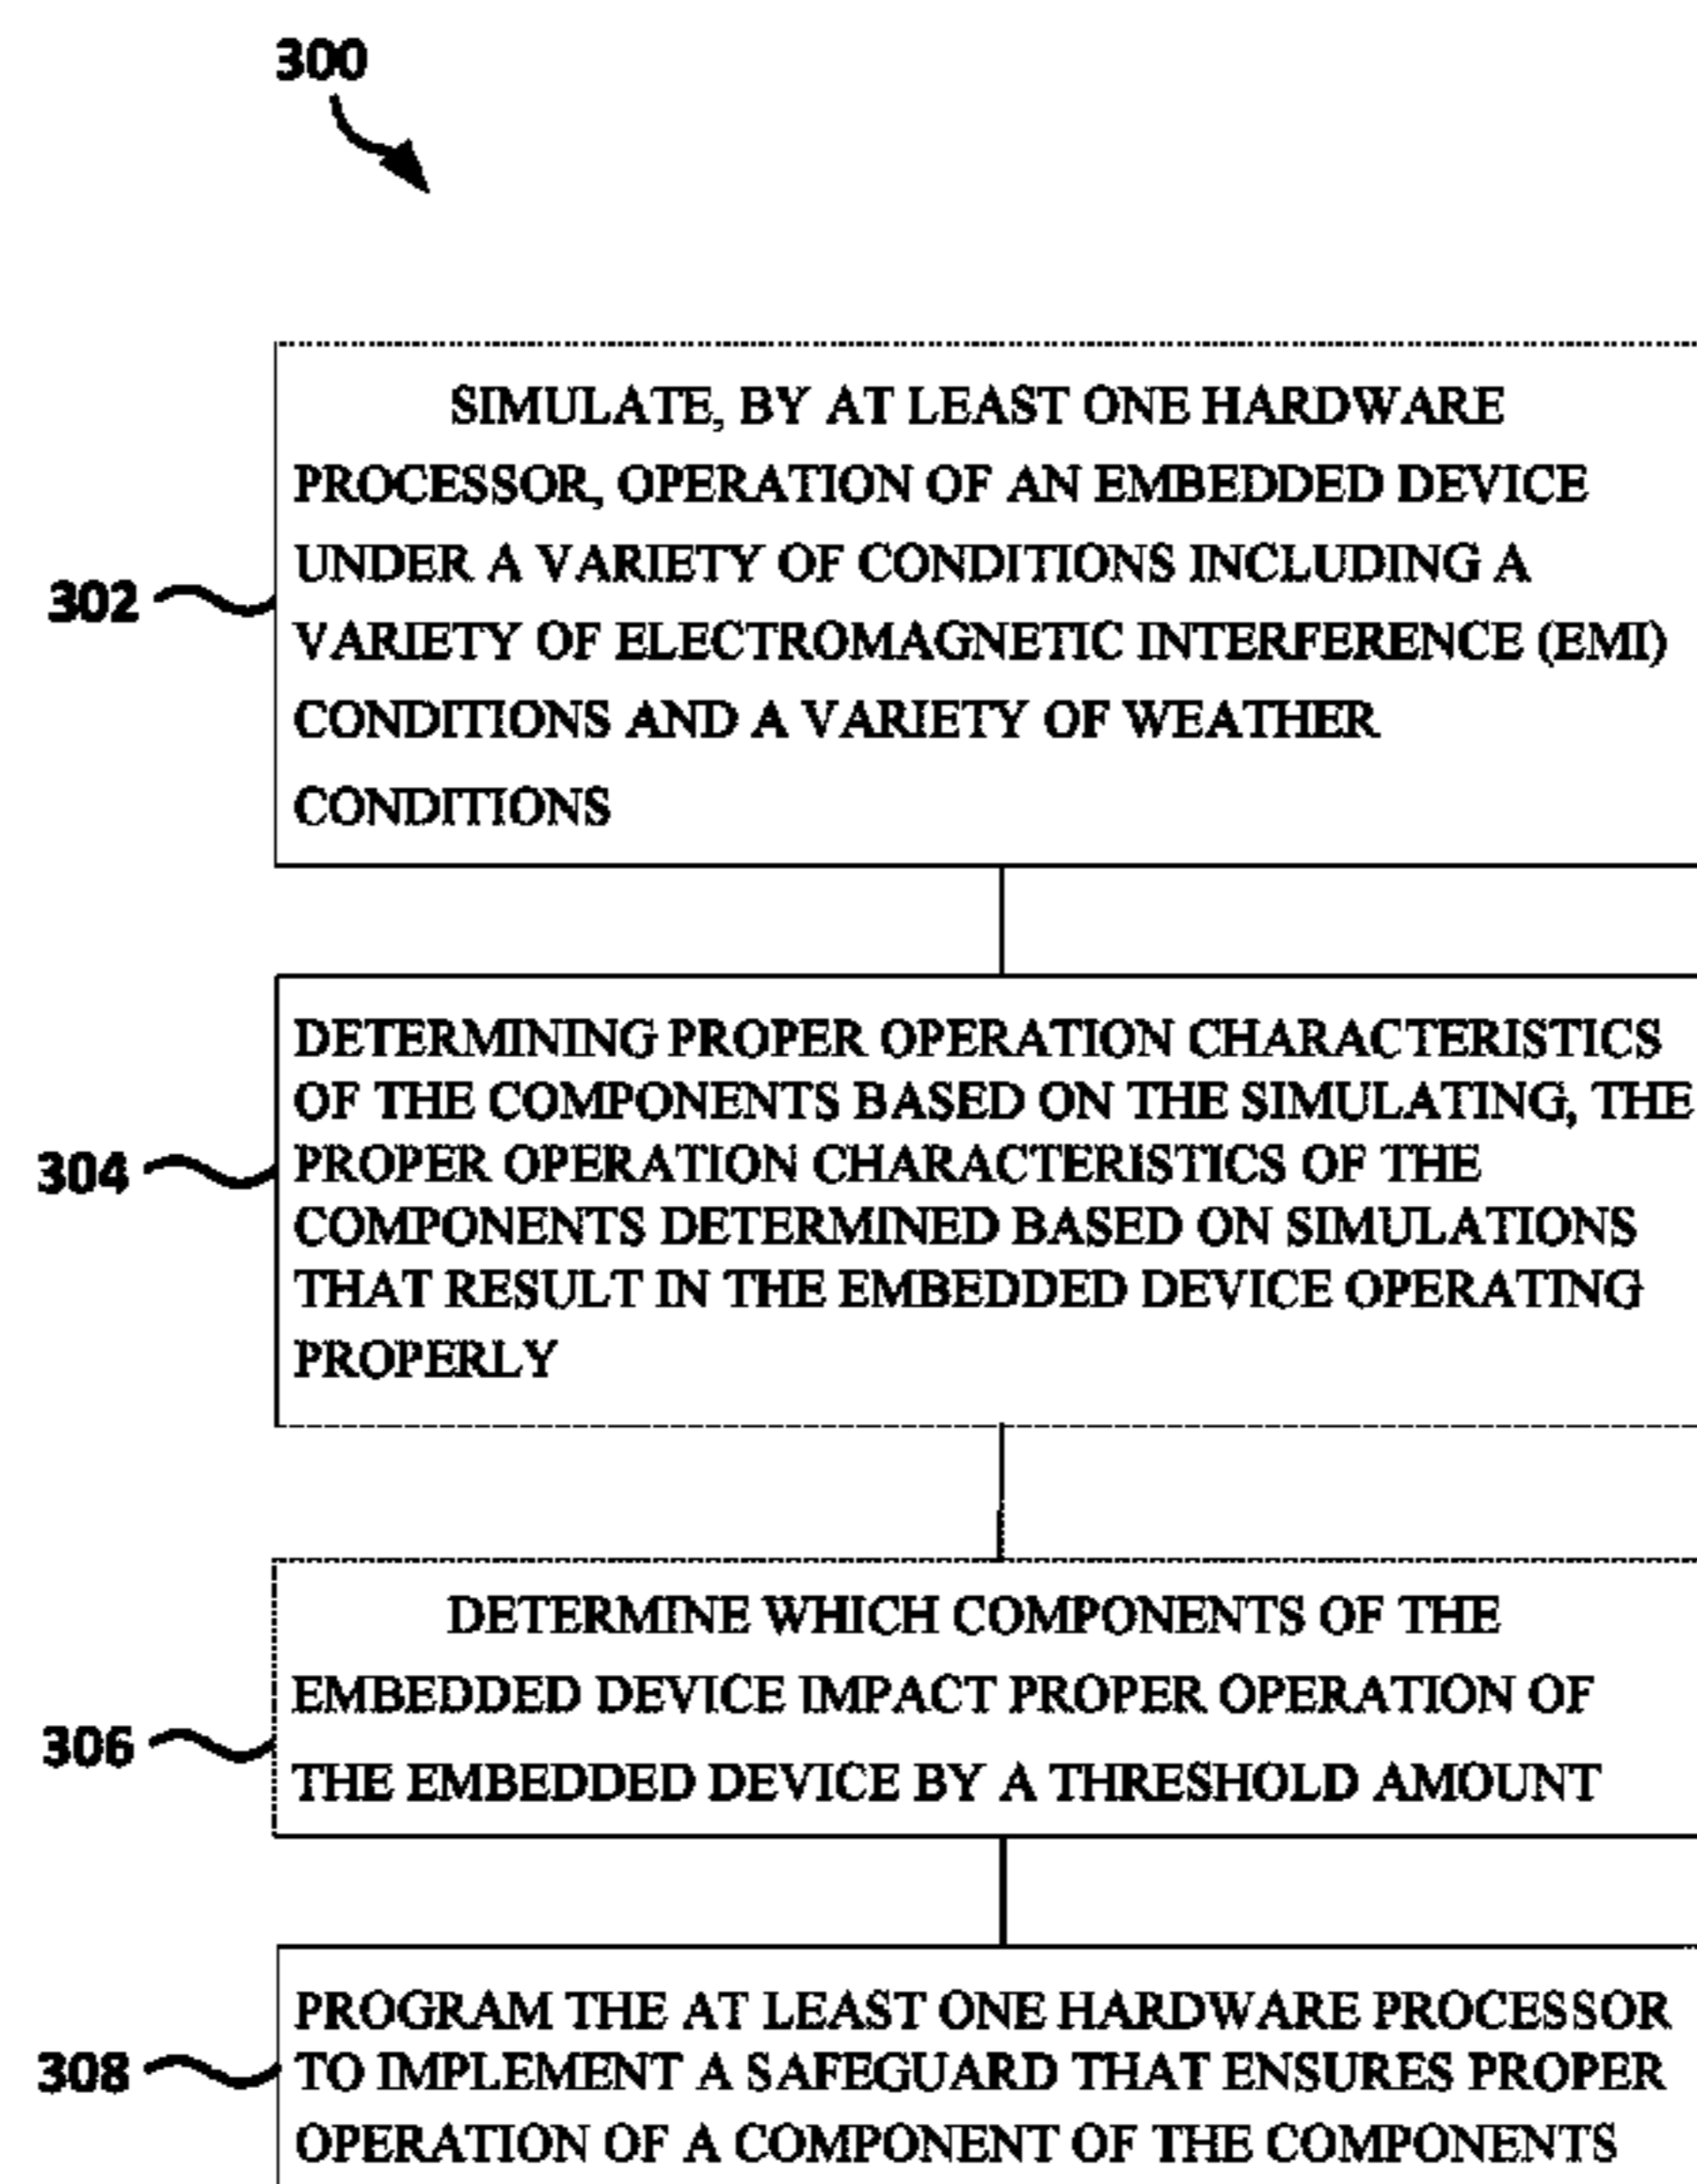 300
SIMULATE, BY AT LEAST ONE HARDWARE
PROCESSOR, OPERATION OF AN EMBEDDED DEVICE
UNDER A VARIETY OF CONDITIONS INCLUDING A
302
VARIETY OF ELECTROMAGNETIC INTERFERENCE (EMI)
CONDITIONS AND A VARIETY OF WEATHER
CONDITIONS
DETERMINING PROPER OPERATION CHARACTERISTICS
OF THE COMPONENTS BASED ON THE SIMULATING, THE
304
PROPER OPERATION CHARACTERISTICS OF THE
COMPONENTS DETERMINED BASED ON SIMULATIONS
THAT RESULT IN THE EMBEDDED DEVICE OPERATING
PROPERLY
DETERMINE WHICH COMPONENTS OF THE
EMBEDDED DEVICE IMPACT PROPER OPERATION OF
306
THE EMBEDDED DEVICE BY A THRESHOLD AMOUNT
PROGRAM THE AT LEAST ONE HARDWARE PROCESSOR
308
TO IMPLEMENT A SAFEGUARD THAT ENSURES PROPER
OPERATION OF A COMPONENT OF THE COMPONENTS